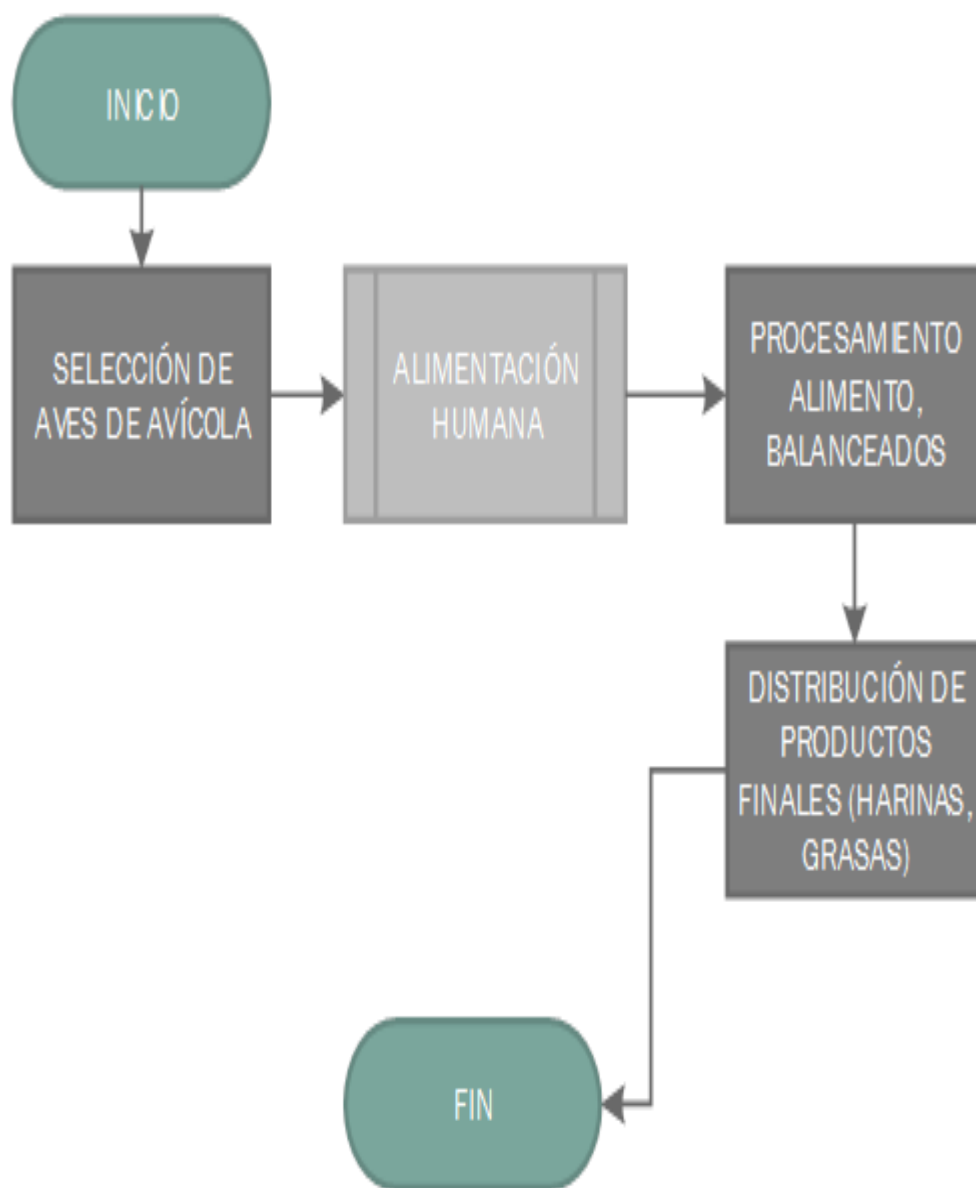 INICIO
SELECCIÓN DE
AVES DE AVÍCOLA
ALIMENTACIÓN
HUMANA
PROCESAMIENTO
ALIMENTO,
BALANCEADOS
DISTRIBUCIÓN DE
PRODUCTOS
FINALES (HARINAS,
GRASAS)
FIN